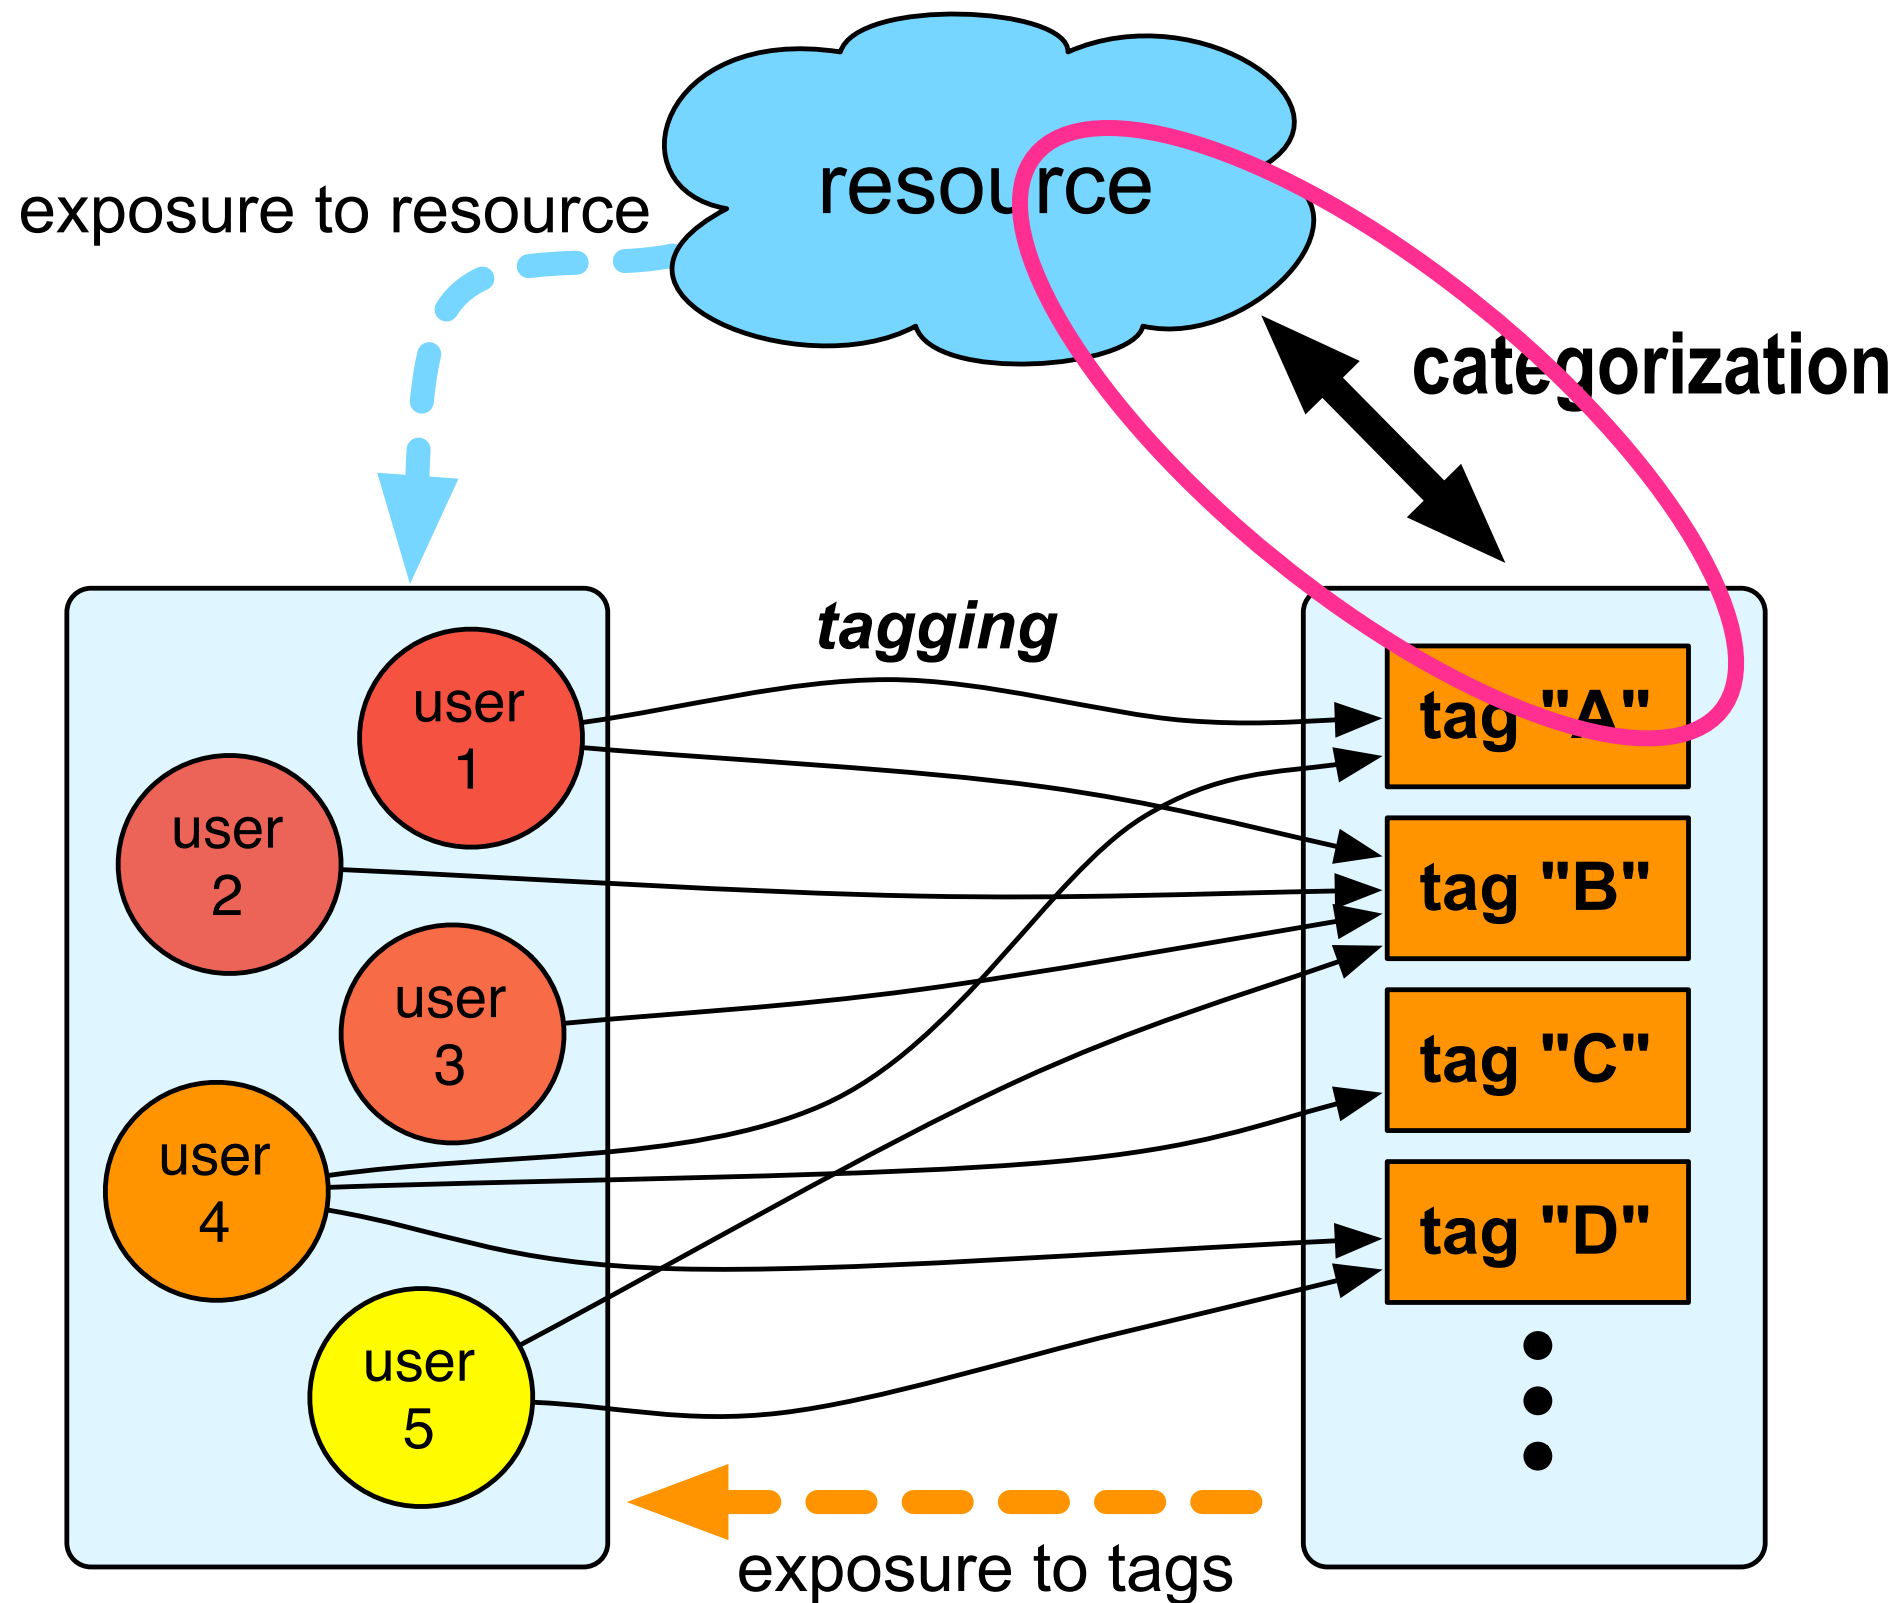 resource
exposure to resource
categorization
tagging
user
1
user
2
user
3
user
4
user
5
tag "A"
tag "B"
tag "C"
tag "D"
exposure to tags